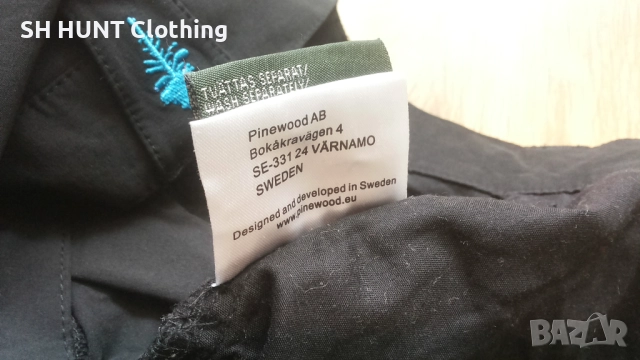 SH HUNT Clothing
TVÄTTAS SEPARAT/
WASH SEPARATELY/
Pinewood AB
Bokåkravägen 4
SE-331 24 VÄRNAMO
SWEDEN
Designed and developed in Sweden
www.pinewood.eu
BAZAR